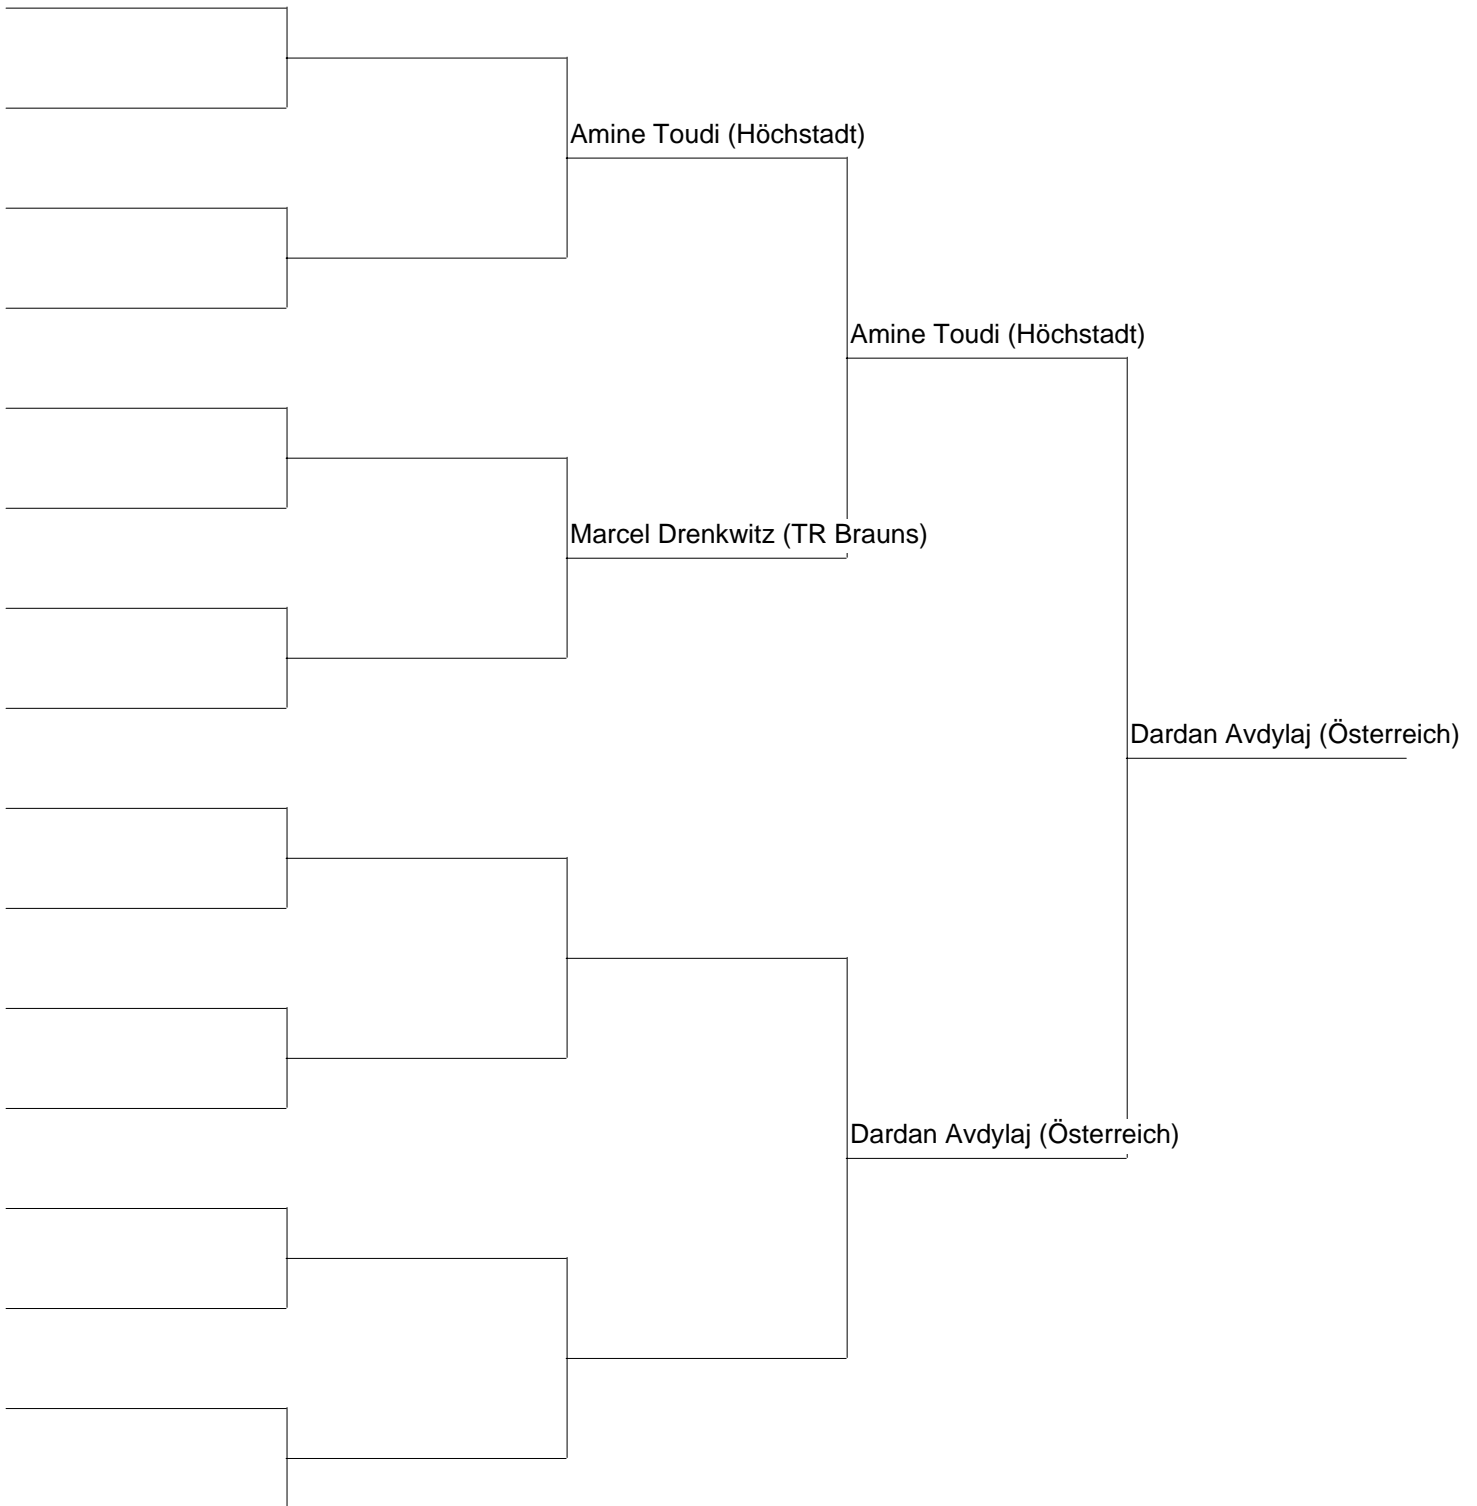 Amine Toudi (Höchstadt)
Amine Toudi (Höchstadt)
Marcel Drenkwitz (TR Brauns)
Dardan Avdylaj (Österreich)
Dardan Avdylaj (Österreich)